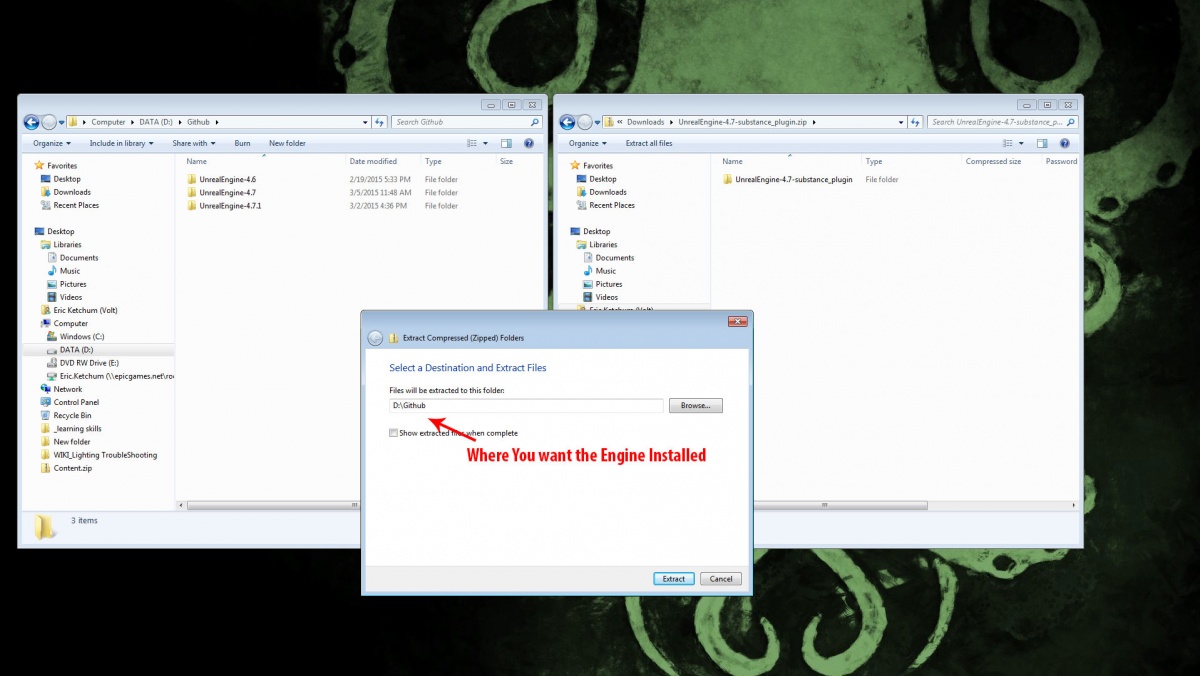 Computer ▸ DATA (D:) ▸ Github ▸
Search Github
Organize Include in library Share with Burn New folder
Favorites
Desktop
Downloads
Recent Places
Desktop
Libraries
Documents
Music
Pictures
Videos
Eric Ketchum (Volt)
Computer
Windows (C:)
DATA (D:)
DVD RW Drive (E:)
Eric.Ketchum (\\epicgames.net\ro
Network
Control Panel
Recycle Bin
_learning skills
New folder
WIKI_Lighting TroubleShooting
Content.zip
Name Date modified Type Size
UnrealEngine-4.6 2/19/2015 5:33 PM File folder
UnrealEngine-4.7 3/5/2015 11:48 AM File folder
UnrealEngine-4.7.1 3/2/2015 4:36 PM File folder
3 items
« Downloads ▸ UnrealEngine-4.7-substance_plugin.zip ▸
Search UnrealEngine-4.7-substance_p...
Organize Extract all files
Favorites
Desktop
Downloads
Recent Places
Desktop
Libraries
Documents
Music
Pictures
Videos
Eric Ketchum (Volt)
Name Type Compressed size Password
UnrealEngine-4.7-substance_plugin File folder
Extract Compressed (Zipped) Folders
Select a Destination and Extract Files
Files will be extracted to this folder:
D:\Github
Browse...
Show extracted files when complete
Where You want the Engine Installed
Extract Cancel